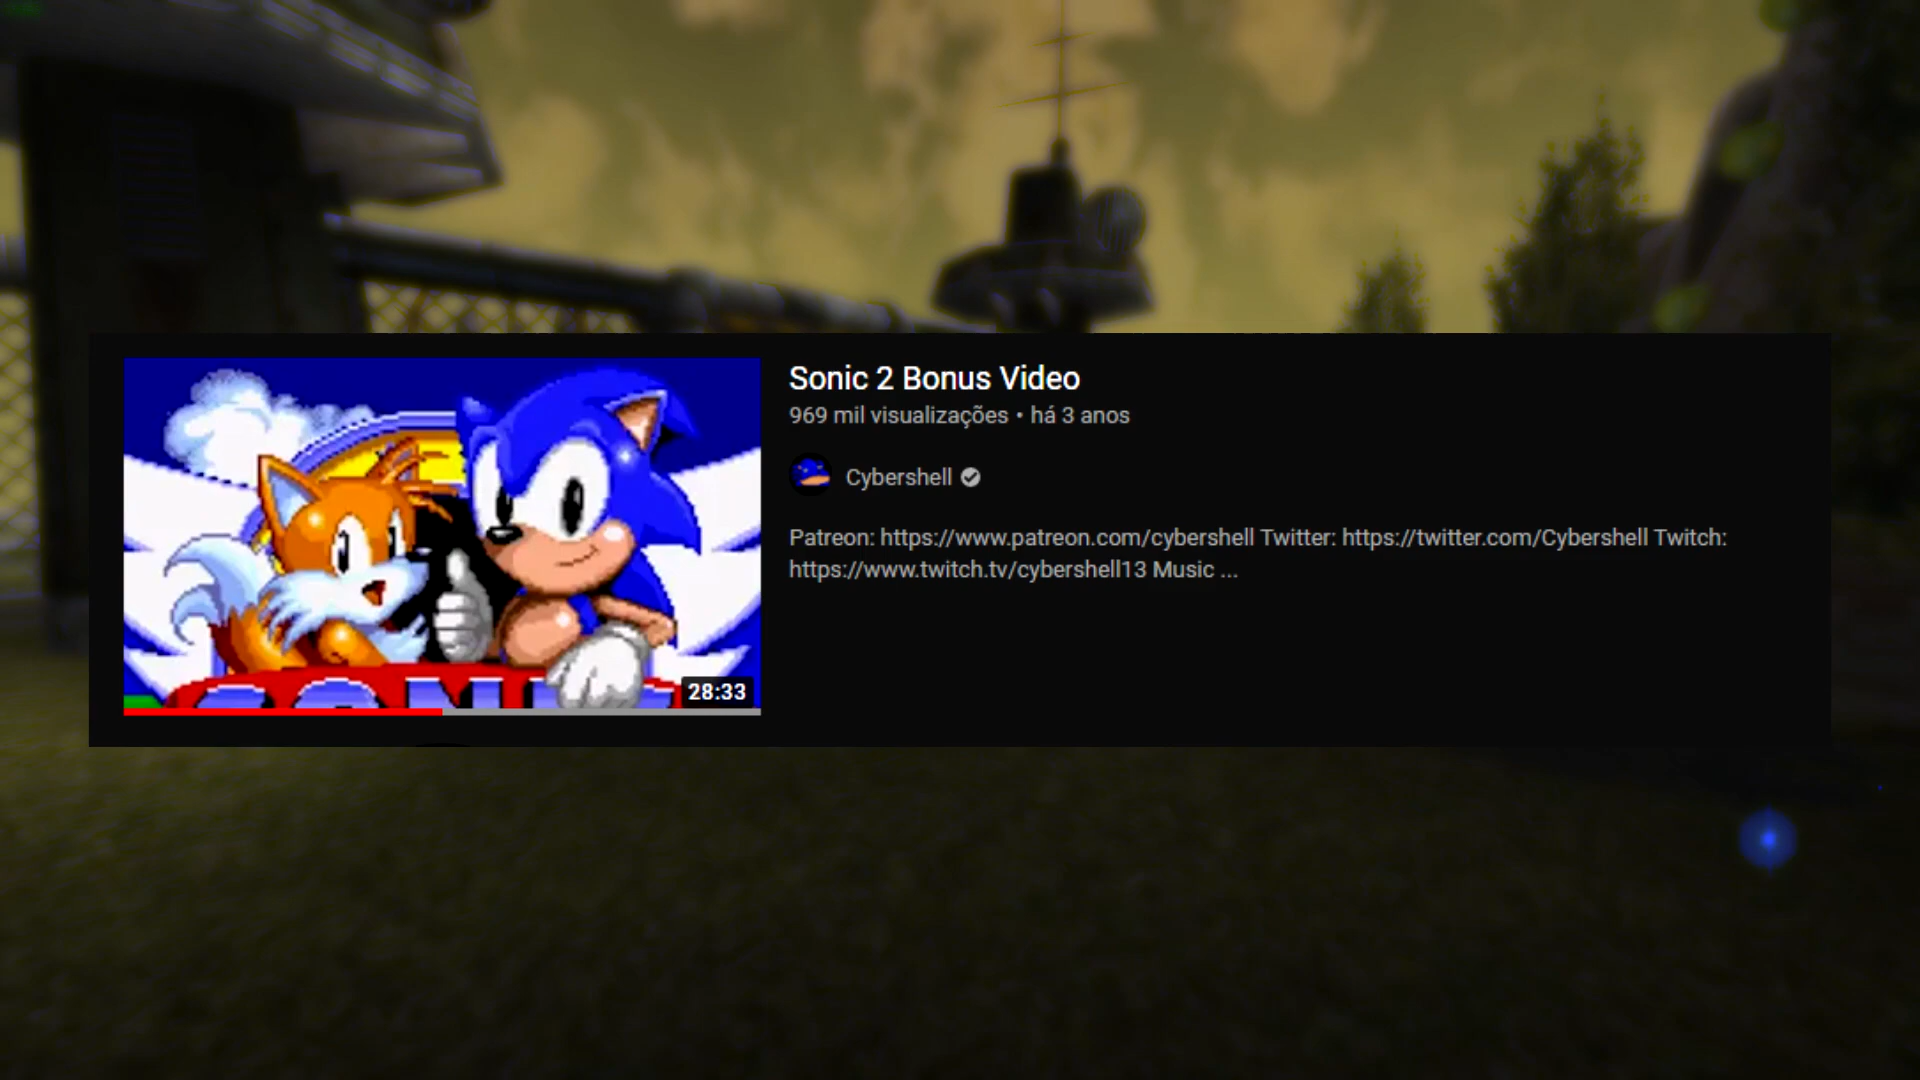 Sonic 2 Bonus Video
969 mil visualizações • há 3 anos
Cybershell
Patreon: https://www.patreon.com/cybershell Twitter: https://twitter.com/Cybershell Twitch:
https://www.twitch.tv/cybershell13 Music ...
SONIC
28:33